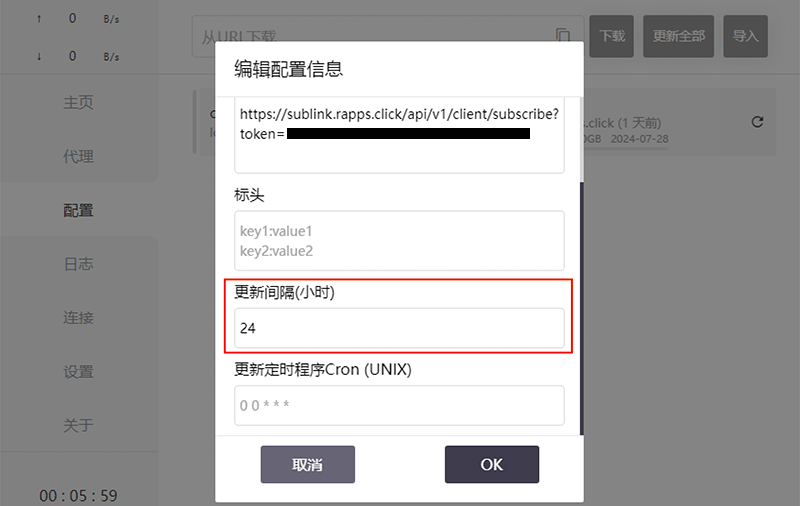 ↑ 0 B/s
↓ 0 B/s
主页
代理
配置
日志
连接
设置
关于
00 : 05 : 59
从URL下载
下载
更新全部
导入
s.click (1 天前)
0GB 2024-07-28
编辑配置信息
https://sublink.rapps.click/api/v1/client/subscribe?
token=
标头
key1:value1
key2:value2
更新间隔(小时)
24
更新定时程序Cron (UNIX)
0 0 * * *
取消
OK